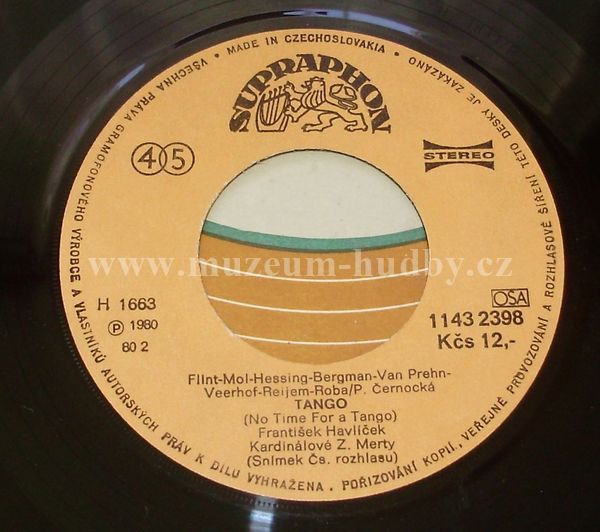 MADE IN CZECHOSLOVAKIA • VŠECHNA PRÁVA GRAMOFONOVÉHO VÝROBCE A VLASTNÍKŮ AUTORSKÝCH PRÁV K DÍLU VYHRAŽENA. POŘIZOVÁNÍ KOPIÍ, VEŘEJNÉ PROVOZOVÁNÍ A ROZHLASOVÉ ŠÍŘENÍ TÉTO DESKY JE ZAKÁZÁNO •
SUPRAPHON
45
STEREO
www.muzeum-hudby.cz
H 1663
OSA
1143 2398
Ⓟ 1980
Kčs 12,-
80 2
Flint-Mol-Hessing-Bergman-Van Prehn-
Veerhof-Reijem-Roba/P. Černocká
TANGO
(No Time For a Tango)
František Havlíček
Kardinálové Z. Merty
(Snímek Čs. rozhlasu)